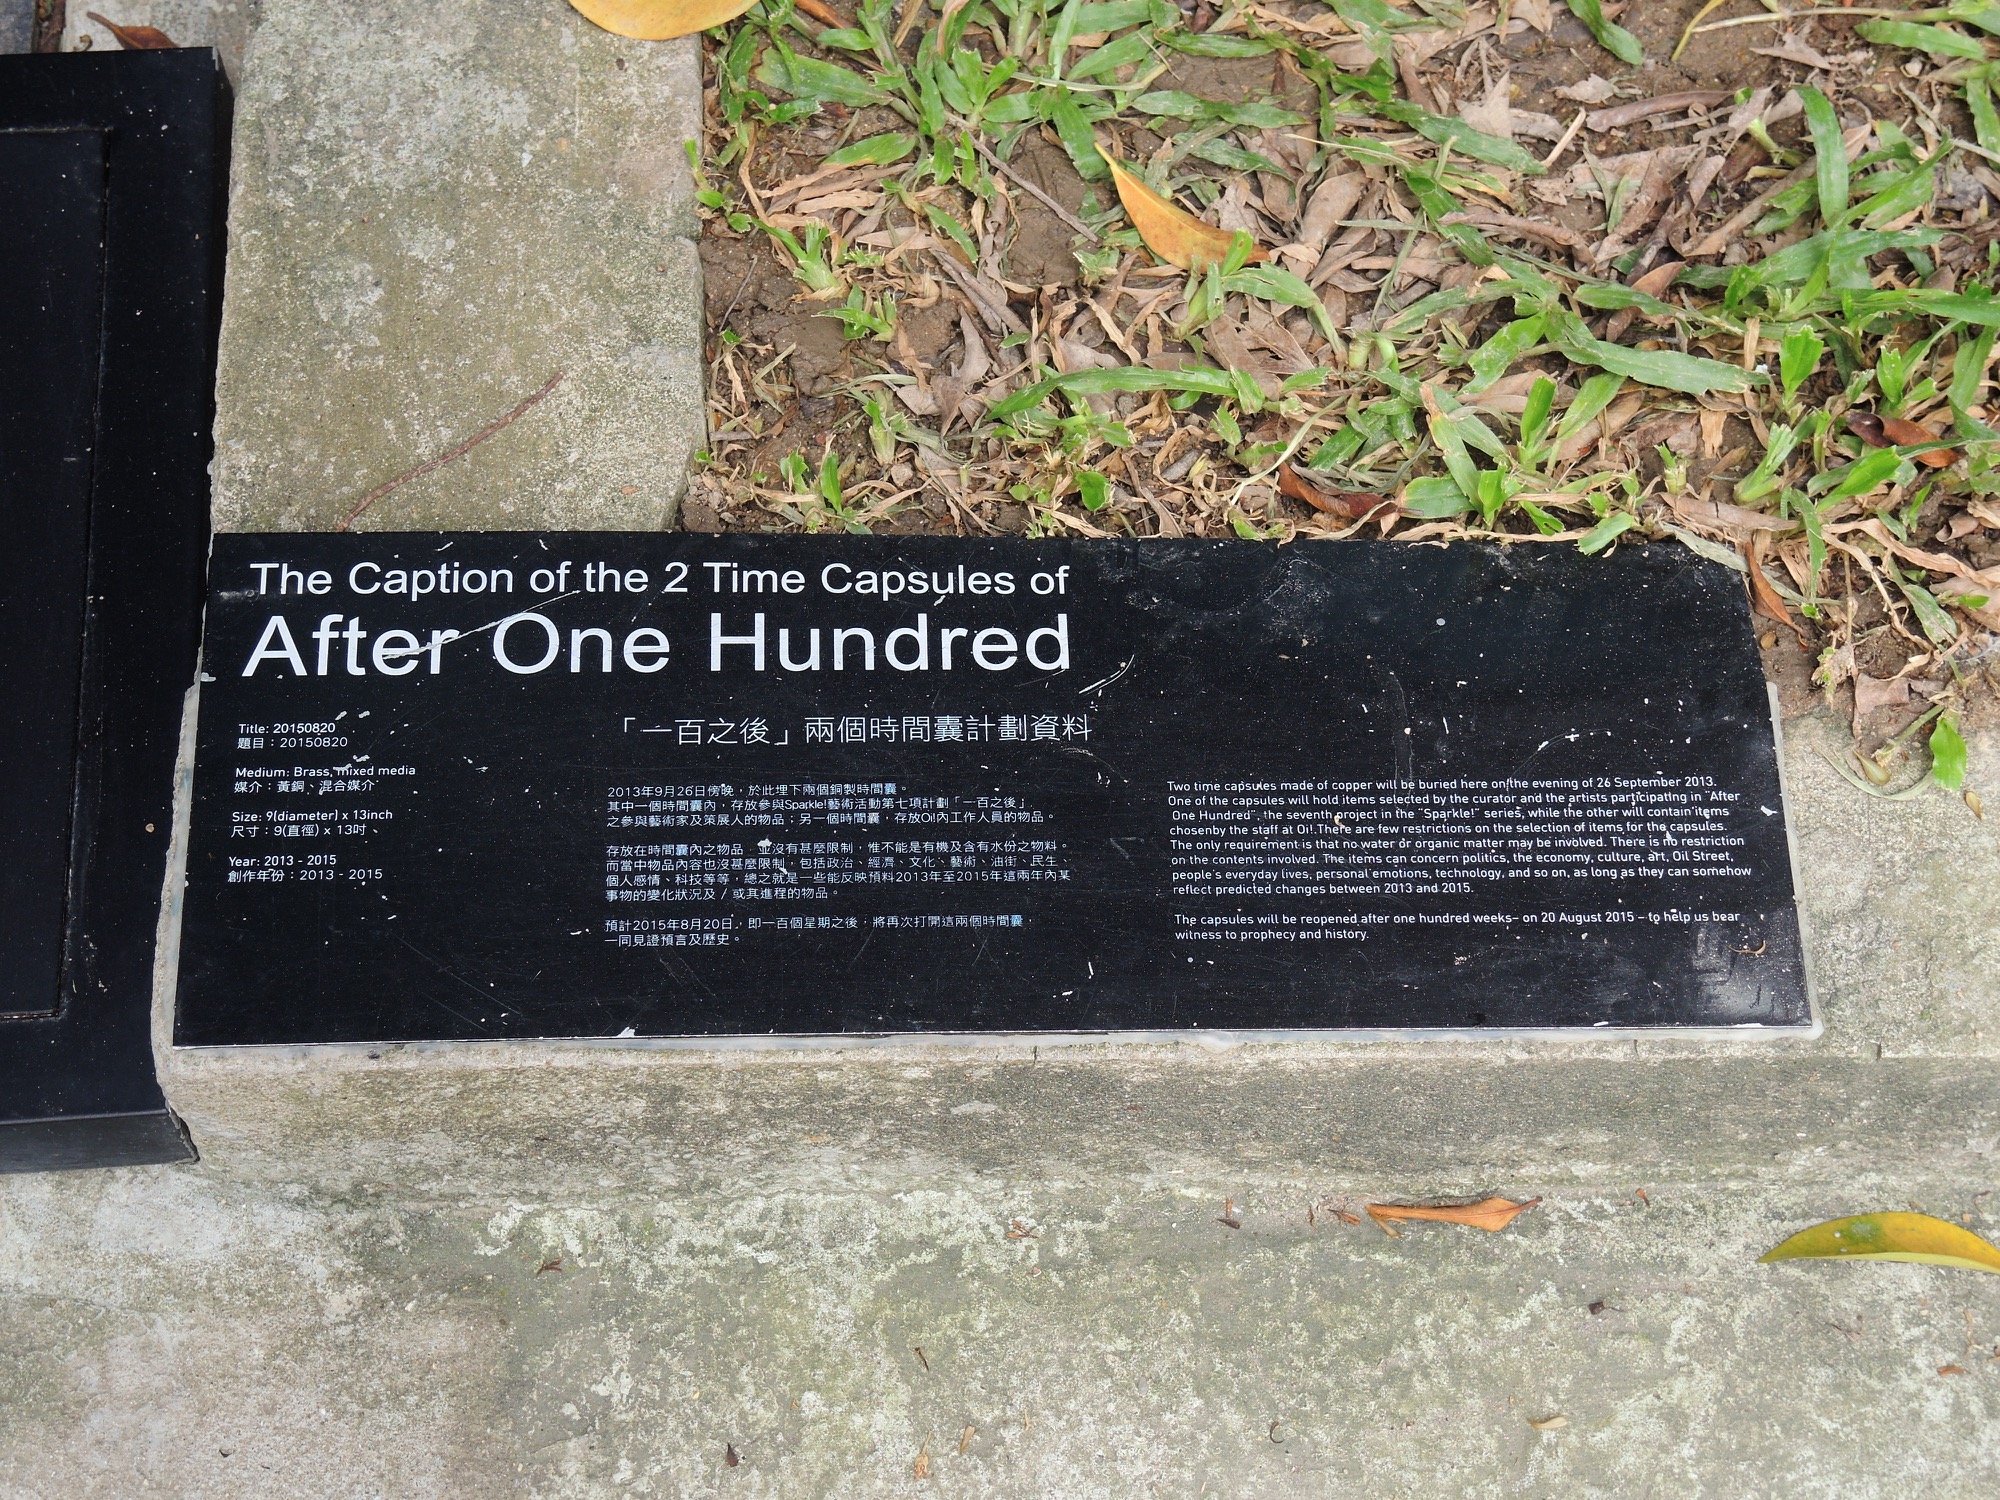 The Caption of the 2 Time Capsules of
After One Hundred
「一百之後」兩個時間囊計劃資料
Title: 20150820
題目：20150820
Medium: Brass, mixed media
媒介：黃銅、混合媒介
Size: 9(diameter) x 13inch
尺寸：9(直徑) x 13吋、
Year: 2013 - 2015
創作年份：2013 - 2015
2013年9月26日傍晚，於此埋下兩個銅製時間囊。
其中一個時間囊內，存放參與Sparkle!藝術活動第七項計劃「一百之後」
之參與藝術家及策展人的物品；另一個時間囊，存放Oi!內工作人員的物品。
存放在時間囊內之物品 並沒有甚麼限制，惟不能是有機及含有水份之物料。
而當中物品內容也沒甚麼限制，包括政治、經濟、文化、藝術、油街、民生、
個人感情、科技等等，總之就是一些能反映預料2013年至2015年這兩年內某
事物的變化狀況及 / 或其進程的物品。
預計2015年8月20日，即一百個星期之後，將再次打開這兩個時間囊，
一同見證預言及歷史。
Two time capsules made of copper will be buried here on the evening of 26 September 2013.
One of the capsules will hold items selected by the curator and the artists participating in "After
One Hundred", the seventh project in the "Sparkle!" series, while the other will contain items
chosenby the staff at Oi!.There are few restrictions on the selection of items for the capsules.
The only requirement is that no water or organic matter may be involved. There is no restriction
on the contents involved. The items can concern politics, the economy, culture, art, Oil Street,
people's everyday lives, personal emotions, technology, and so on, as long as they can somehow
reflect predicted changes between 2013 and 2015.
The capsules will be reopened after one hundred weeks– on 20 August 2015 – to help us bear
witness to prophecy and history.